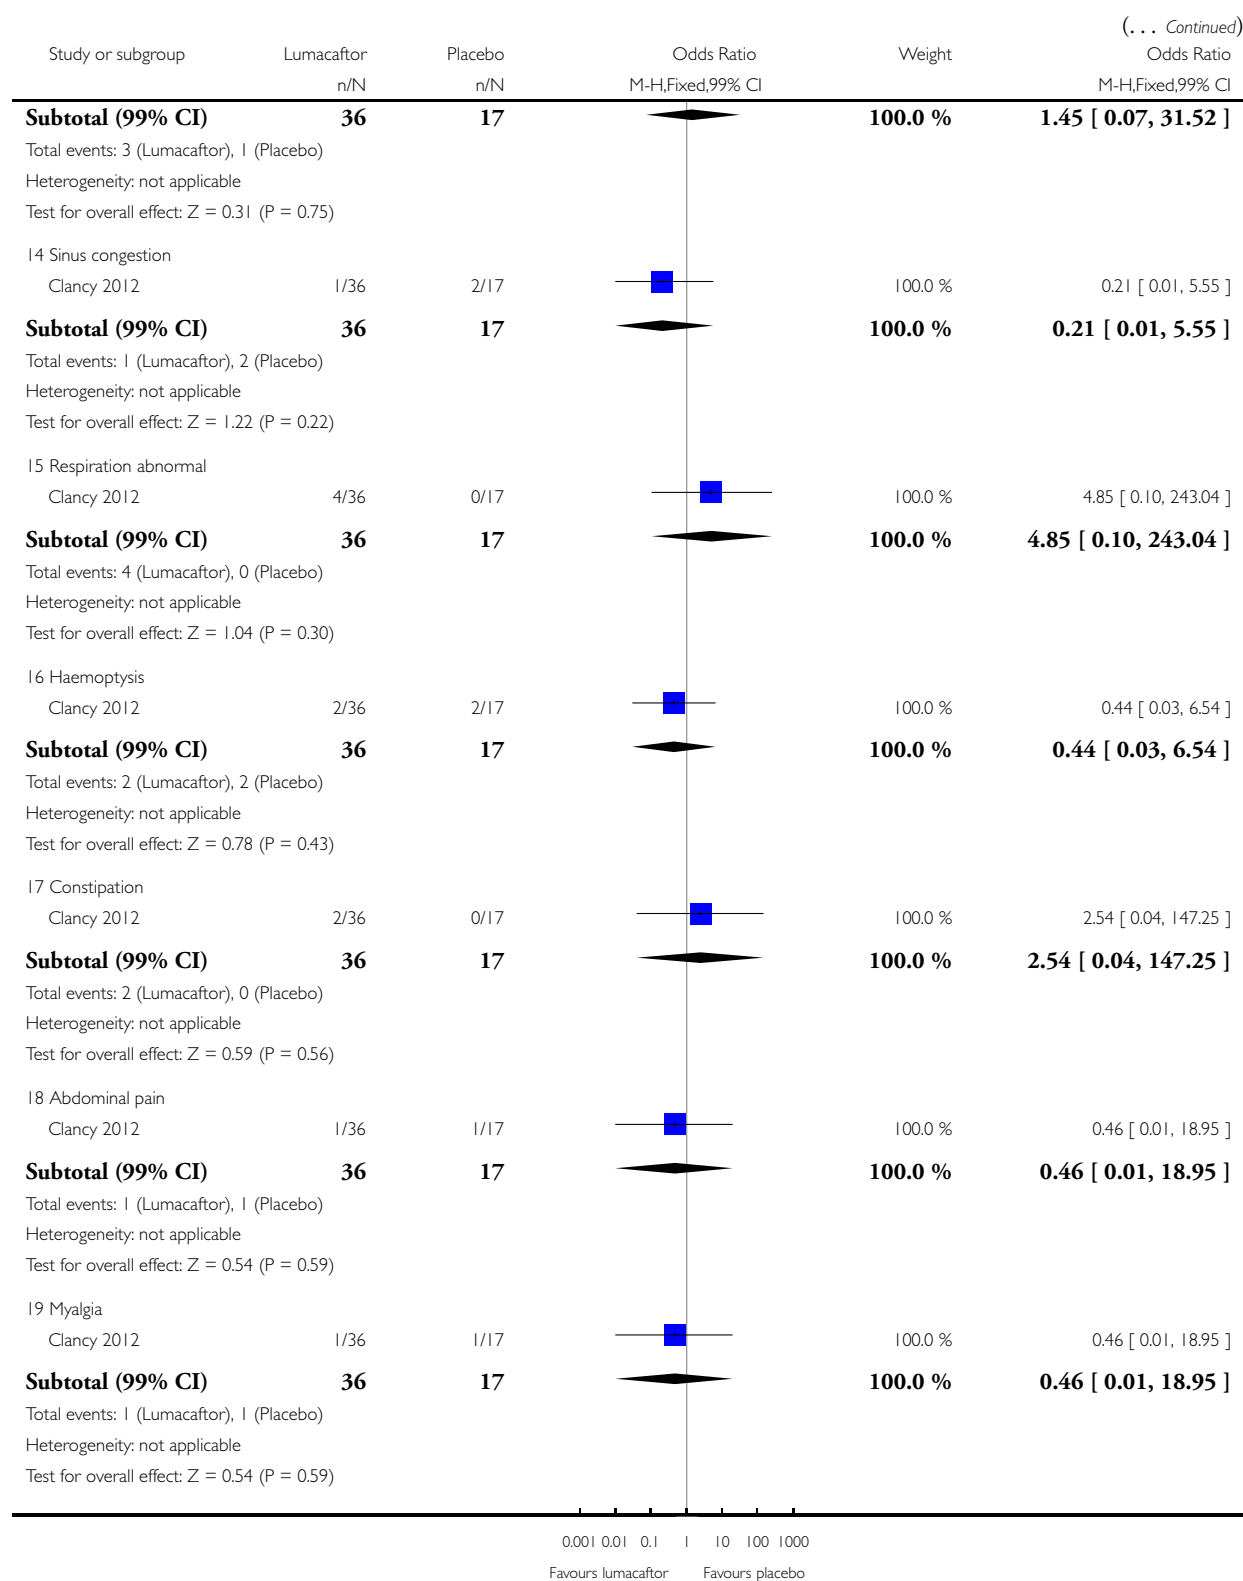 (... Continued)
Study or subgroup Lumacaftor Placebo Odds Ratio Weight Odds Ratio
n/N n/N M-H,Fixed,99% CI M-H,Fixed,99% CI
Subtotal (99% CI) 36 17 100.0 % 1.45 [ 0.07, 31.52 ]
Total events: 3 (Lumacaftor), 1 (Placebo)
Heterogeneity: not applicable
Test for overall effect: Z = 0.31 (P = 0.75)
14 Sinus congestion
Clancy 2012 1/36 2/17 100.0 % 0.21 [ 0.01, 5.55 ]
Subtotal (99% CI) 36 17 100.0 % 0.21 [ 0.01, 5.55 ]
Total events: 1 (Lumacaftor), 2 (Placebo)
Heterogeneity: not applicable
Test for overall effect: Z = 1.22 (P = 0.22)
15 Respiration abnormal
Clancy 2012 4/36 0/17 100.0 % 4.85 [ 0.10, 243.04 ]
Subtotal (99% CI) 36 17 100.0 % 4.85 [ 0.10, 243.04 ]
Total events: 4 (Lumacaftor), 0 (Placebo)
Heterogeneity: not applicable
Test for overall effect: Z = 1.04 (P = 0.30)
16 Haemoptysis
Clancy 2012 2/36 2/17 100.0 % 0.44 [ 0.03, 6.54 ]
Subtotal (99% CI) 36 17 100.0 % 0.44 [ 0.03, 6.54 ]
Total events: 2 (Lumacaftor), 2 (Placebo)
Heterogeneity: not applicable
Test for overall effect: Z = 0.78 (P = 0.43)
17 Constipation
Clancy 2012 2/36 0/17 100.0 % 2.54 [ 0.04, 147.25 ]
Subtotal (99% CI) 36 17 100.0 % 2.54 [ 0.04, 147.25 ]
Total events: 2 (Lumacaftor), 0 (Placebo)
Heterogeneity: not applicable
Test for overall effect: Z = 0.59 (P = 0.56)
18 Abdominal pain
Clancy 2012 1/36 1/17 100.0 % 0.46 [ 0.01, 18.95 ]
Subtotal (99% CI) 36 17 100.0 % 0.46 [ 0.01, 18.95 ]
Total events: 1 (Lumacaftor), 1 (Placebo)
Heterogeneity: not applicable
Test for overall effect: Z = 0.54 (P = 0.59)
19 Myalgia
Clancy 2012 1/36 1/17 100.0 % 0.46 [ 0.01, 18.95 ]
Subtotal (99% CI) 36 17 100.0 % 0.46 [ 0.01, 18.95 ]
Total events: 1 (Lumacaftor), 1 (Placebo)
Heterogeneity: not applicable
Test for overall effect: Z = 0.54 (P = 0.59)
0.001 0.01 0.1 1 10 100 1000
Favours lumacaftor Favours placebo